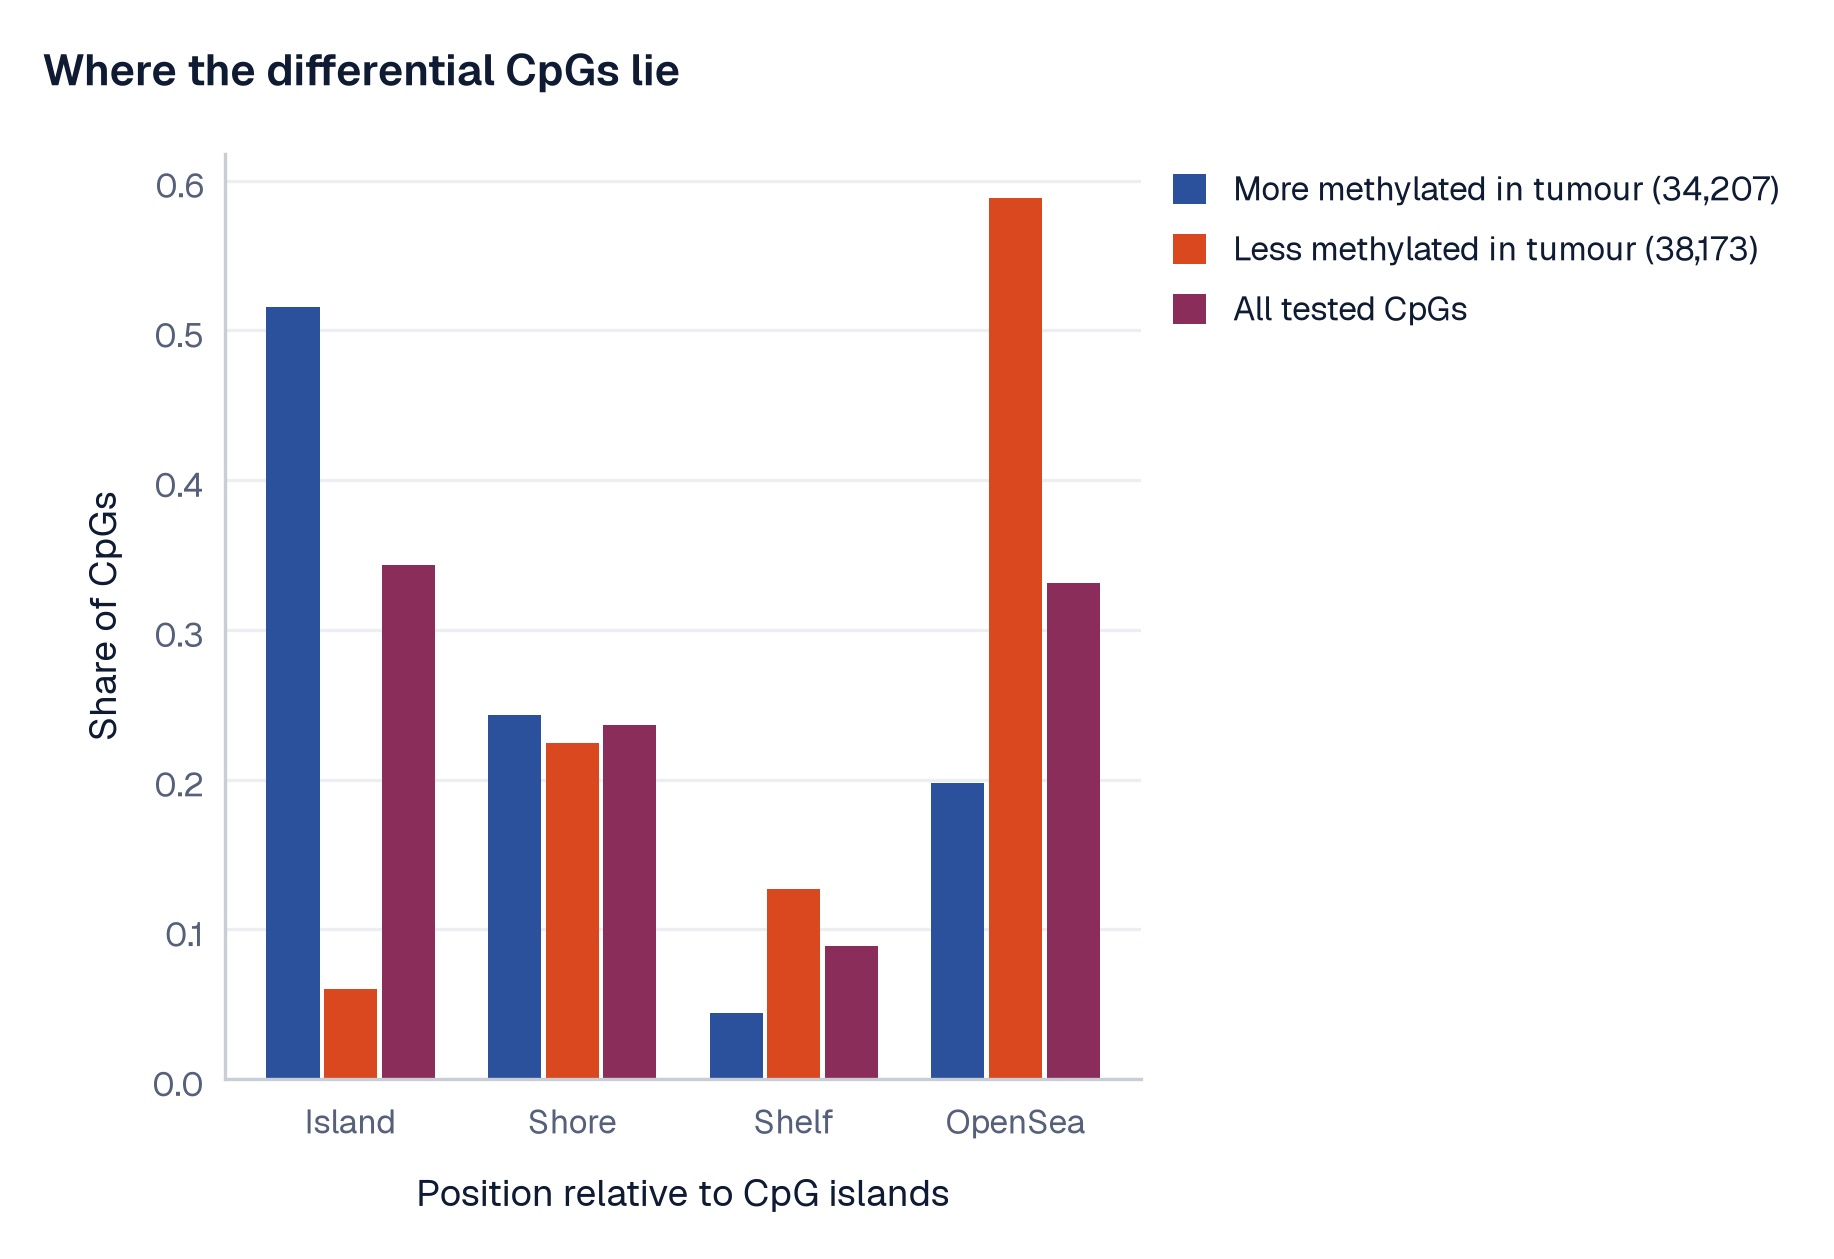 Where the differential CpGs lie
More methylated in tumour (34,207)
Less methylated in tumour (38,173)
All tested CpGs
Share of CpGs
0.6
0.5
0.4
0.3
0.2
0.1
0.0
Island
Shore
Shelf
OpenSea
Position relative to CpG islands